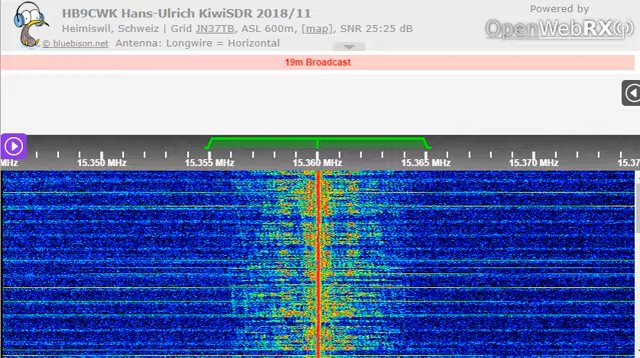 HB9CWK Hans-Ulrich KiwiSDR 2018/11
Powered by
Heimiswil, Schweiz | Grid JN37TB, ASL 600m, [map], SNR 25:25 dB
OpenWebRX
© bluebison.net Antenna: Longwire = Horizontal
19m Broadcast
MHz 15.350 MHz 15.355 MHz 15.360 MHz 15.365 MHz 15.370 MHz 15.37